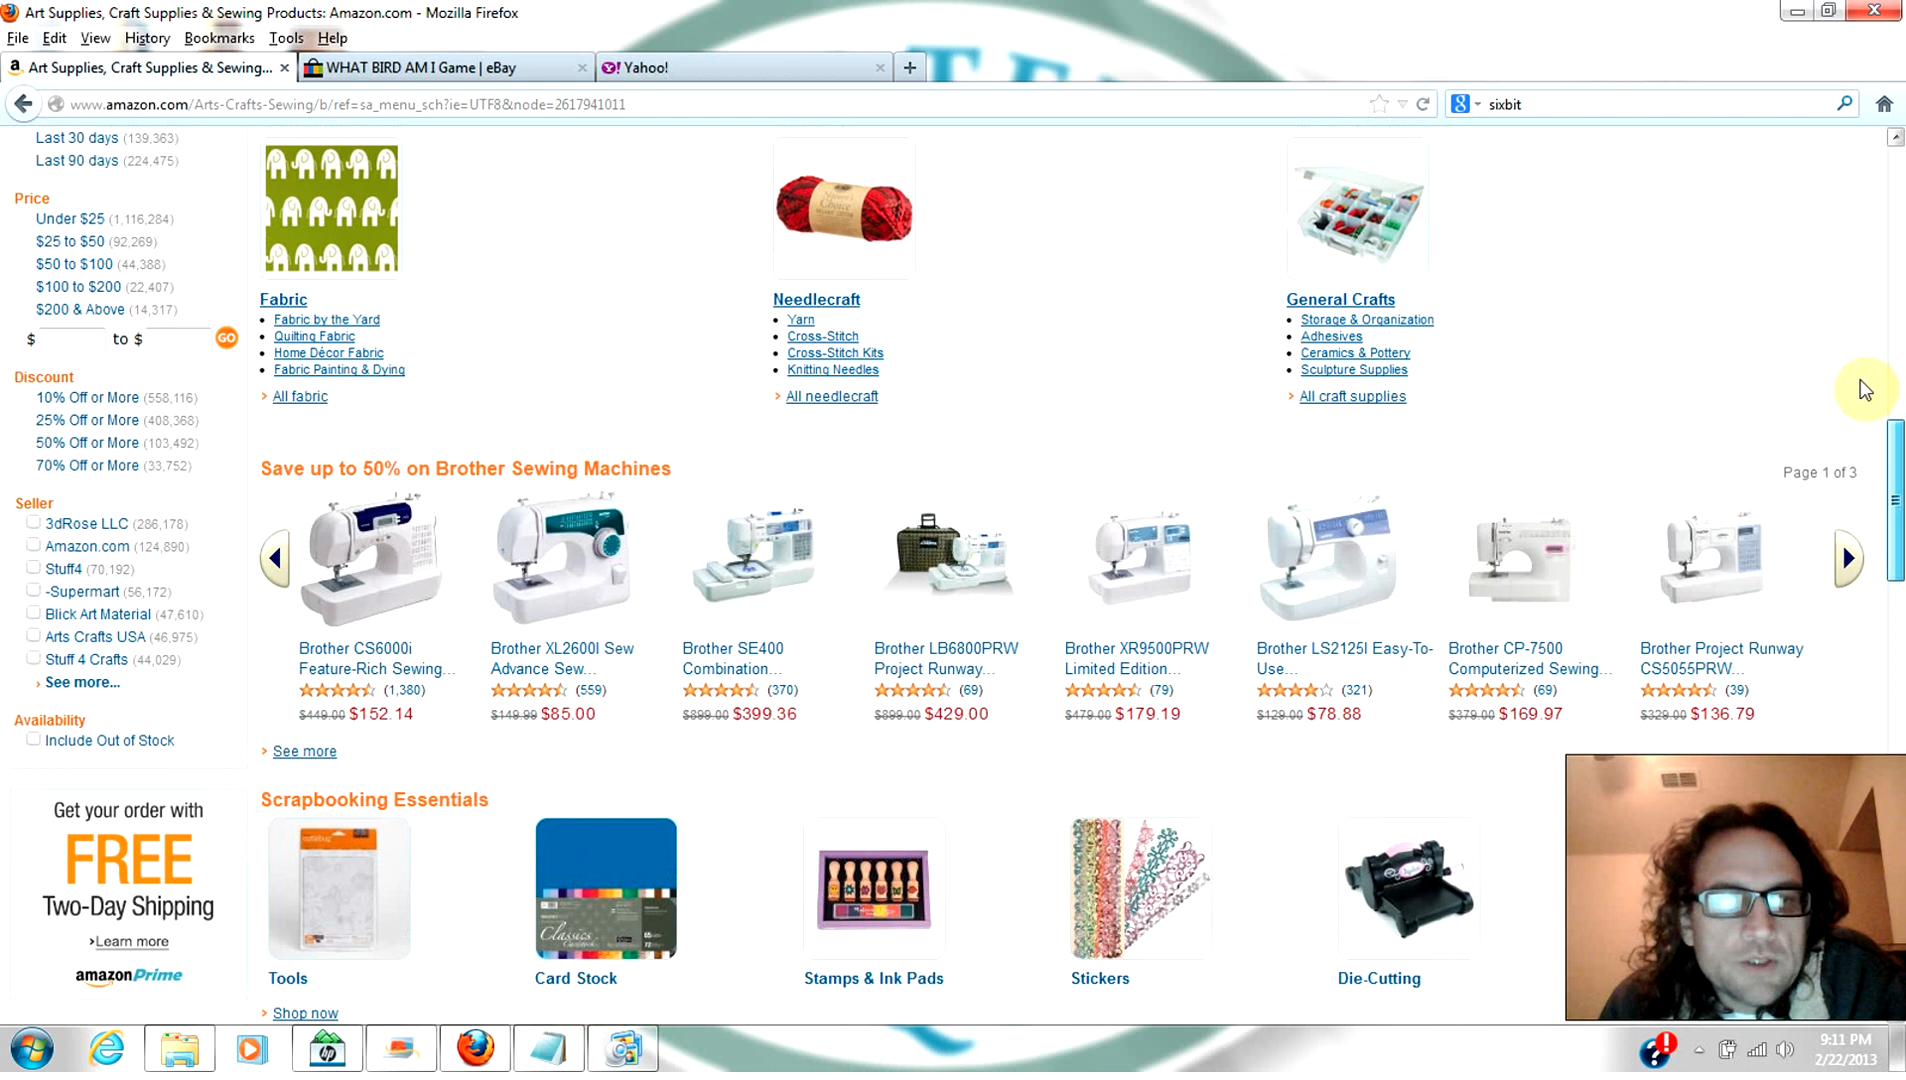 Art Supplies, Craft Supplies & Sewing Products: Amazon.com - Mozilla Firefox
File Edit View History Bookmarks Tools Help
Art Supplies, Craft Supplies & Sewing... WHAT BIRD AM I Game | eBay Yahoo!
www.amazon.com/Arts-Crafts-Sewing/b/ref=sa_menu_sch?ie=UTF8&node=2617941011 sixbit
Last 30 days (139,363)
Last 90 days (224,475)
Price
Under $25 (1,116,284)
$25 to $50 (92,269)
$50 to $100 (44,388)
$100 to $200 (22,407)
$200 & Above (14,317)
$ to $ GO
Discount
10% Off or More (558,116)
25% Off or More (408,368)
50% Off or More (103,492)
70% Off or More (33,752)
Seller
3dRose LLC (286,178)
Amazon.com (124,890)
Stuff4 (70,192)
-Supermart (56,172)
Blick Art Material (47,610)
Arts Crafts USA (46,975)
Stuff 4 Crafts (44,029)
See more...
Availability
Include Out of Stock
Get your order with
FREE
Two-Day Shipping
Learn more
amazonPrime
Fabric
Fabric by the Yard
Quilting Fabric
Home Décor Fabric
Fabric Painting & Dying
All fabric
Needlecraft
Yarn
Cross-Stitch
Cross-Stitch Kits
Knitting Needles
All needlecraft
General Crafts
Storage & Organization
Adhesives
Ceramics & Pottery
Sculpture Supplies
All craft supplies
Save up to 50% on Brother Sewing Machines
Page 1 of 3
Brother CS6000i
Feature-Rich Sewing...
(1,380)
$449.00 $152.14
Brother XL2600I Sew
Advance Sew...
(559)
$149.99 $85.00
Brother SE400
Combination...
(370)
$899.00 $399.36
Brother LB6800PRW
Project Runway...
(69)
$899.00 $429.00
Brother XR9500PRW
Limited Edition...
(79)
$479.00 $179.19
Brother LS2125I Easy-To-
Use...
(321)
$129.00 $78.88
Brother CP-7500
Computerized Sewing...
(69)
$379.00 $169.97
Brother Project Runway
CS5055PRW...
(39)
$329.00 $136.79
See more
Scrapbooking Essentials
Classics
Tools
Card Stock
Stamps & Ink Pads
Stickers
Die-Cutting
Shop now
hp
9:11 PM
2/22/2013